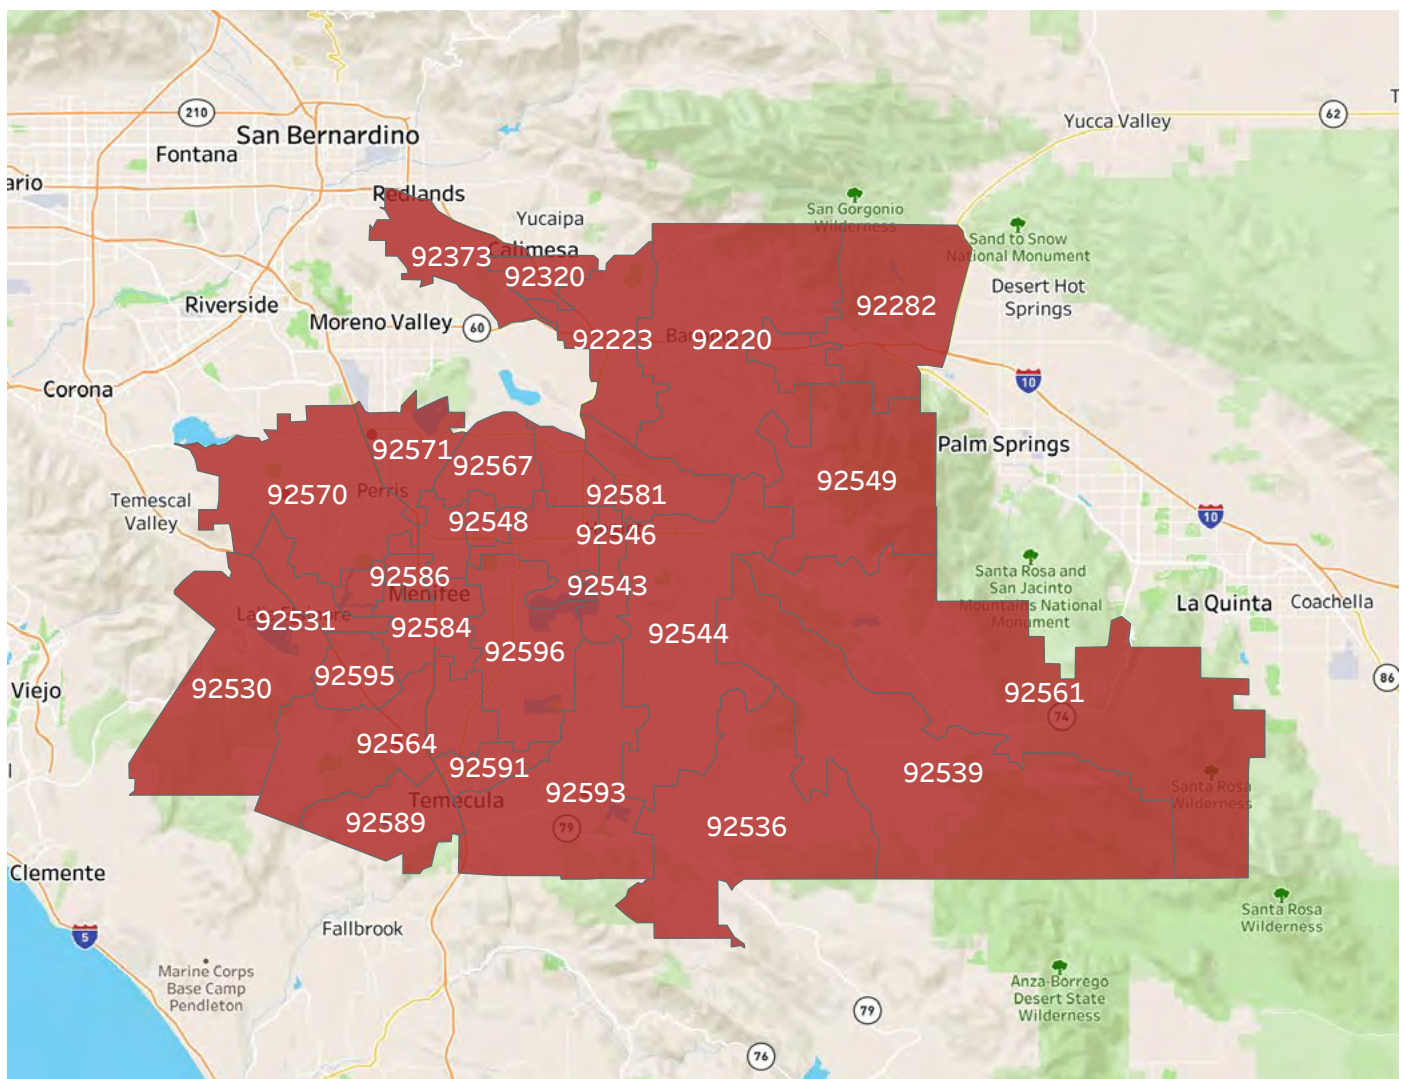 T
62
Yucca Valley
210
San Bernardino
Fontana
ario
Redlands
San Gorgonio
Wilderness
Yucaipa
Sand to Snow
National Monument
Calimesa
92373
92320
Desert Hot
Springs
92282
Riverside
Moreno Valley
60
92223
92220
10
Corona
Palm Springs
92571
92567
92549
92570
Perris
92581
Temescal
Valley
92548
92546
10
92586
Menifee
92543
Santa Rosa and
San Jacinto
Mountains National
Monument
La Quinta
Coachella
92531
92584
92544
92596
92595
86
Viejo
92530
92561
74
92564
92591
92539
Santa Rosa
Wilderness
Temecula
92593
92589
79
92536
Clemente
5
Fallbrook
Santa Rosa
Wilderness
Marine Corps
Base Camp
Pendleton
Anza-Borrego
Desert State
Wilderness
79
76